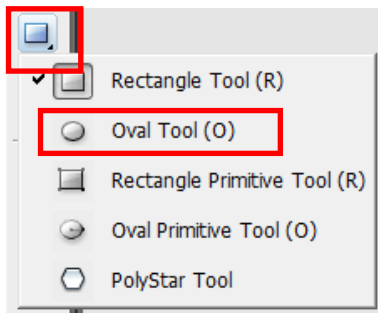 Rectangle Tool (R)
Oval Tool (O)
Rectangle Primitive Tool (R)
Oval Primitive Tool (O)
PolyStar Tool